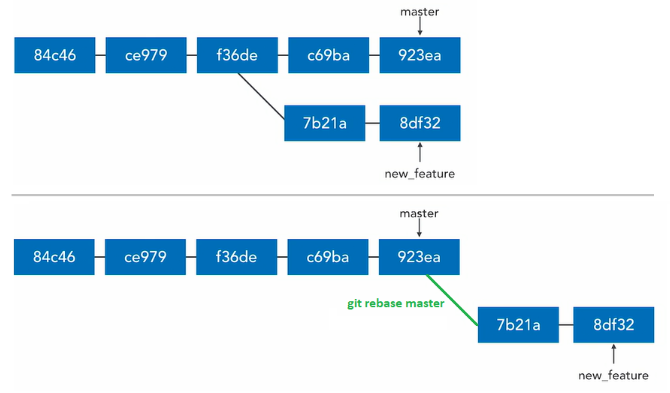 master
84c46
ce979
f36de
c69ba
923ea
7b21a
8df32
new_feature
master
84c46
ce979
f36de
c69ba
923ea
git rebase master
7b21a
8df32
new_feature